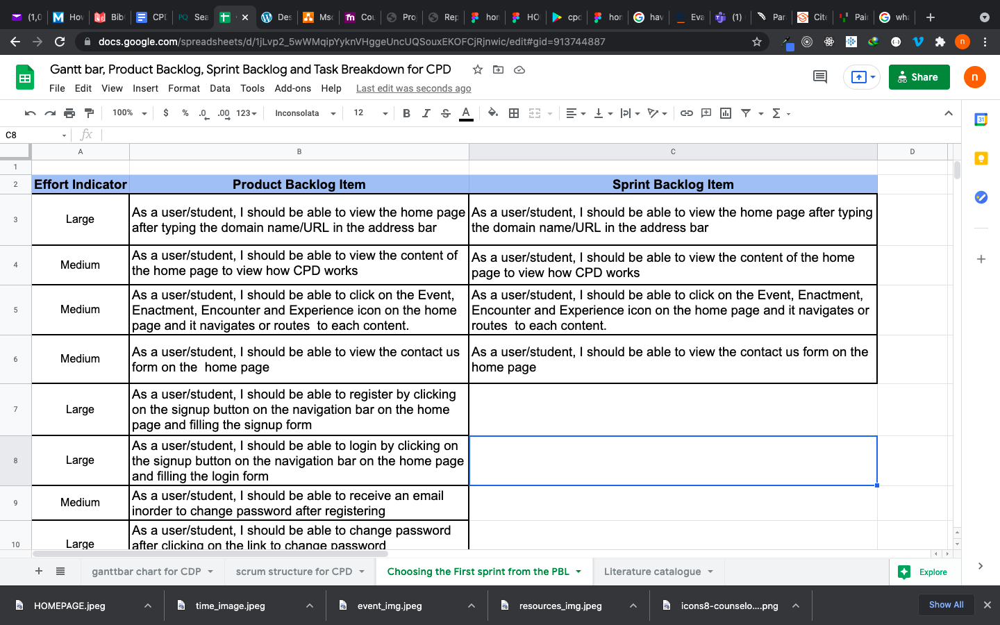 (1,0 Hov Bib CPI PQ Sea Des Msc Cou Pro Rep hor HO cpc hor hav Eva (1) Par Cite Pai wha
docs.google.com/spreadsheets/d/1jLvp2_5wWMqipYyknVHggeUncUQSouxEKOFCjRjnwic/edit#gid=913744887
n
Gantt bar, Product Backlog, Sprint Backlog and Task Breakdown for CPD
File Edit View Insert Format Data Tools Add-ons Help Last edit was seconds ago
Share
n
100% $ % .0 .00 123 Inconsolata 12 B I S A
31
C8 fx
A B C D
1
2 Effort Indicator Product Backlog Item Sprint Backlog Item
3 Large
As a user/student, I should be able to view the home page
after typing the domain name/URL in the address bar
As a user/student, I should be able to view the home page after typing
the domain name/URL in the address bar
4 Medium
As a user/student, I should be able to view the content of
the home page to view how CPD works
As a user/student, I should be able to view the content of the home
page to view how CPD works
5 Medium
As a user/student, I should be able to click on the Event,
Enactment, Encounter and Experience icon on the home
page and it navigates or routes  to each content.
As a user/student, I should be able to click on the Event, Enactment,
Encounter and Experience icon on the home page and it navigates or
routes  to each content.
6 Medium
As a user/student, I should be able to view the contact us
form on the  home page
As a user/student, I should be able to view the contact us form on the
home page
7 Large
As a user/student, I should be able to register by clicking
on the signup button on the navigation bar on the home
page and filling the signup form
8 Large
As a user/student, I should be able to login by clicking on
the signup button on the navigation bar on the home page
and filling the login form
9 Medium
As a user/student, I should be able to receive an email
inorder to change password after registering
10 Large
As a user/student, I should be able to change password
after clicking on the link to change password
ganttbar chart for CDP scrum structure for CPD Choosing the First sprint from the PBL Literature catalogue Explore
HOMEPAGE.jpeg time_image.jpeg event_img.jpeg resources_img.jpeg icons8-counselo....png Show All